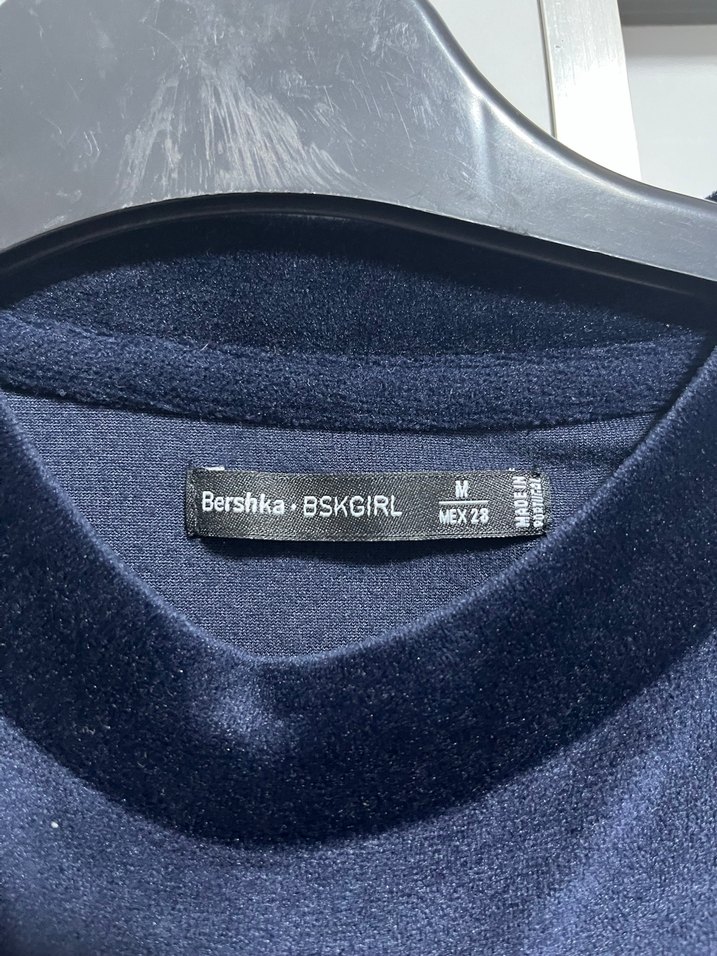 Bershka · BSKGIRL
M
MEX 28
MADE IN